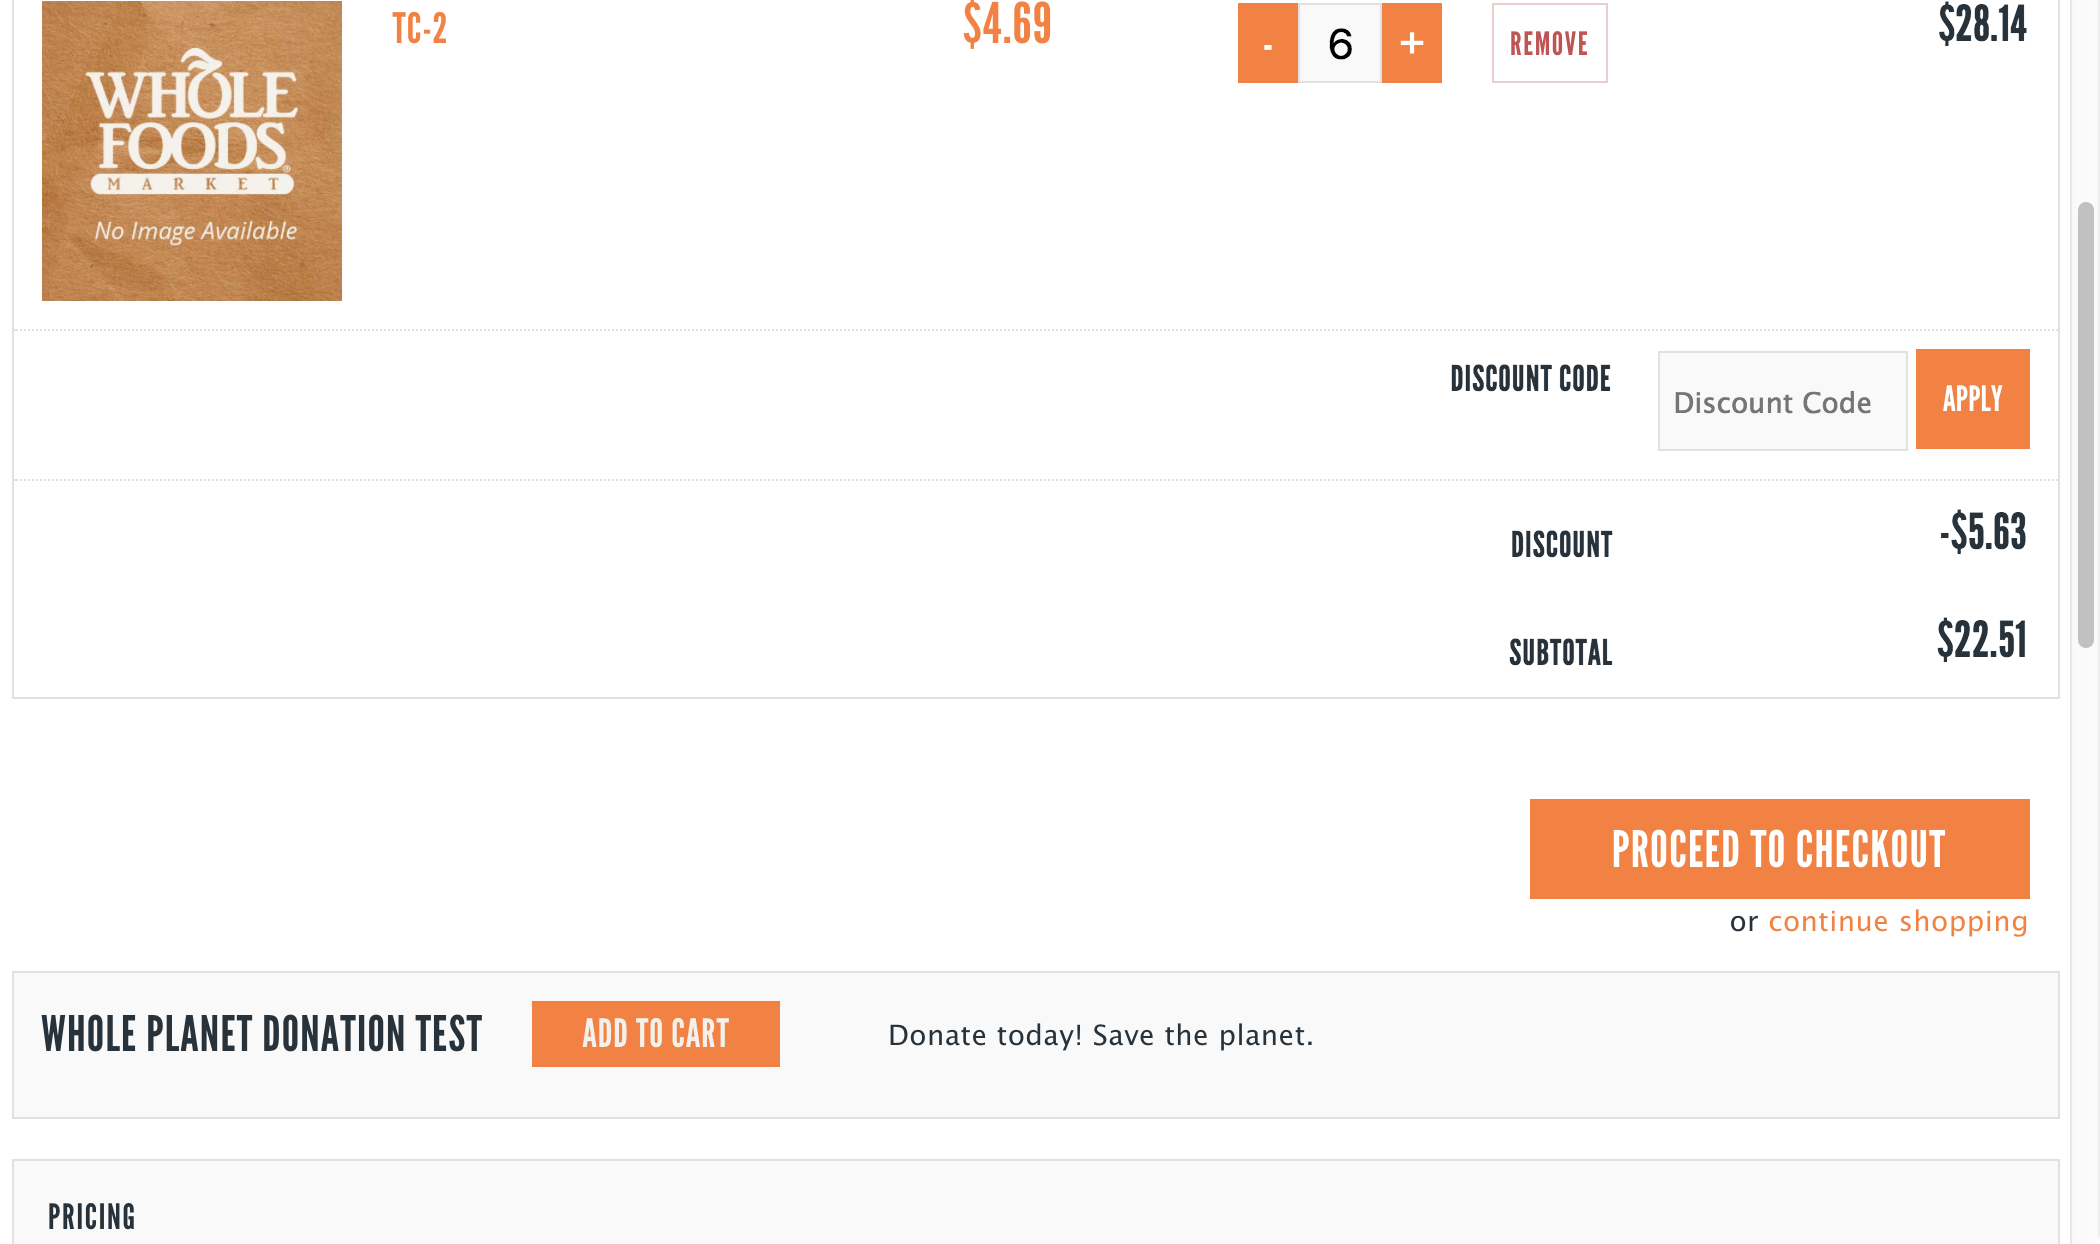 TC-2
$4.69
- 6 +
REMOVE
$28.14
WHOLE
FOODS®
MARKET
No Image Available
DISCOUNT CODE
Discount Code
APPLY
DISCOUNT
-$5.63
SUBTOTAL
$22.51
PROCEED TO CHECKOUT
or continue shopping
WHOLE PLANET DONATION TEST
ADD TO CART
Donate today! Save the planet.
PRICING